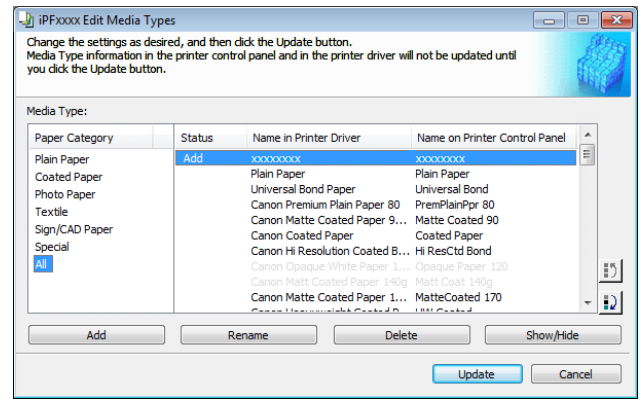 iPFxxxx Edit Media Types
Change the settings as desired, and then click the Update button.
Media Type information in the printer control panel and in the printer driver will not be updated until
you click the Update button.
Media Type:
Paper Category Status Name in Printer Driver Name on Printer Control Panel
Plain Paper Add xxxxxxxx xxxxxxxx
Coated Paper Plain Paper Plain Paper
Photo Paper Universal Bond Paper Universal Bond
Textile Canon Premium Plain Paper 80 PremPlainPpr 80
Sign/CAD Paper Canon Matte Coated Paper 9... Matte Coated 90
Special Canon Coated Paper Coated Paper
All Canon Hi Resolution Coated B... Hi ResCtd Bond
Canon Opaque White Paper 1... Opaque Paper 120
Canon Matt Coated Paper 140g Matt Coat 140g
Canon Matte Coated Paper 1... MatteCoated 170
Add Rename Delete Show/Hide
Update Cancel